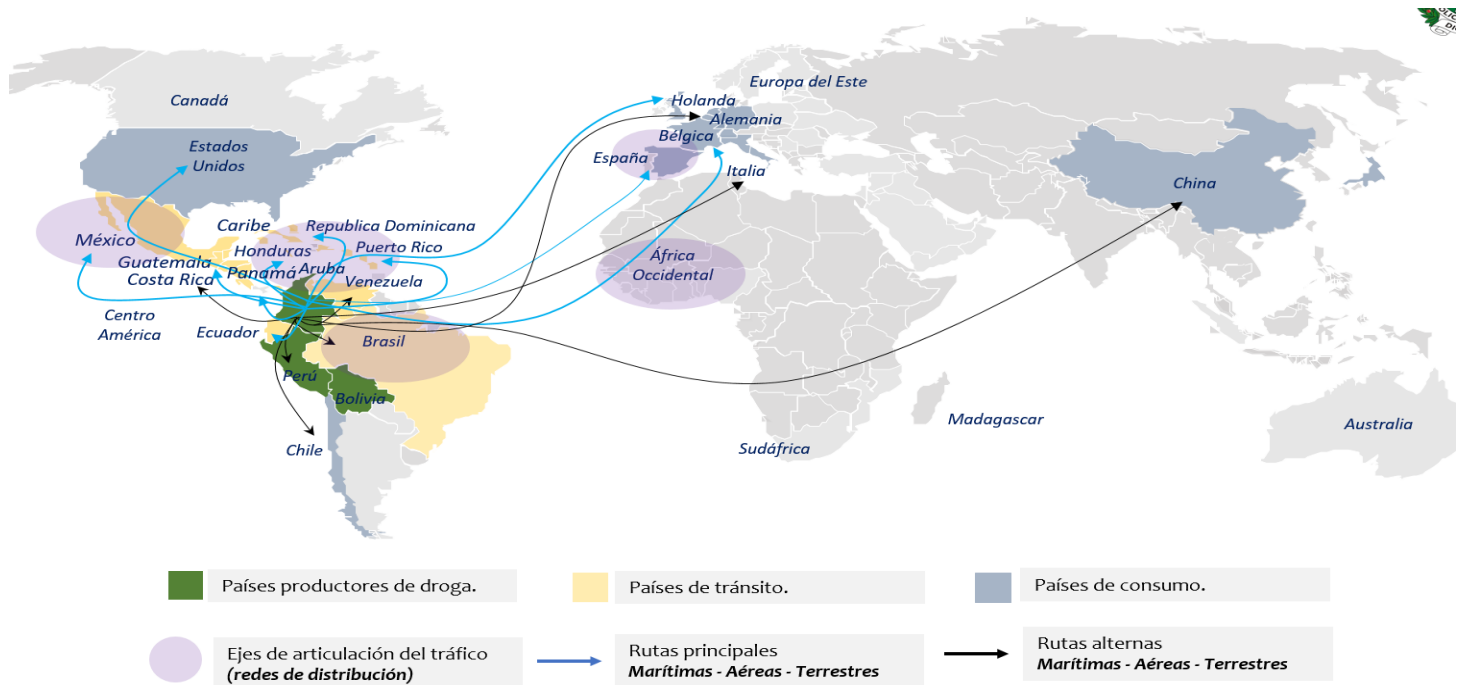 Canadá
Estados
Unidos
México
Caribe
Republica Dominicana
Puerto Rico
Honduras
Guatemala
Costa Rica
Panamá
Aruba
Venezuela
Centro
América
Ecuador
Brasil
Perú
Bolivia
Chile
Europa del Este
Holanda
Alemania
Bélgica
España
Italia
África
Occidental
China
Sudáfrica
Madagascar
Australia
Países productores de droga.
Países de tránsito.
Países de consumo.
Ejes de articulación del tráfico
(redes de distribución)
Rutas principales
Marítimas - Aéreas - Terrestres
Rutas alternas
Marítimas - Aéreas - Terrestres